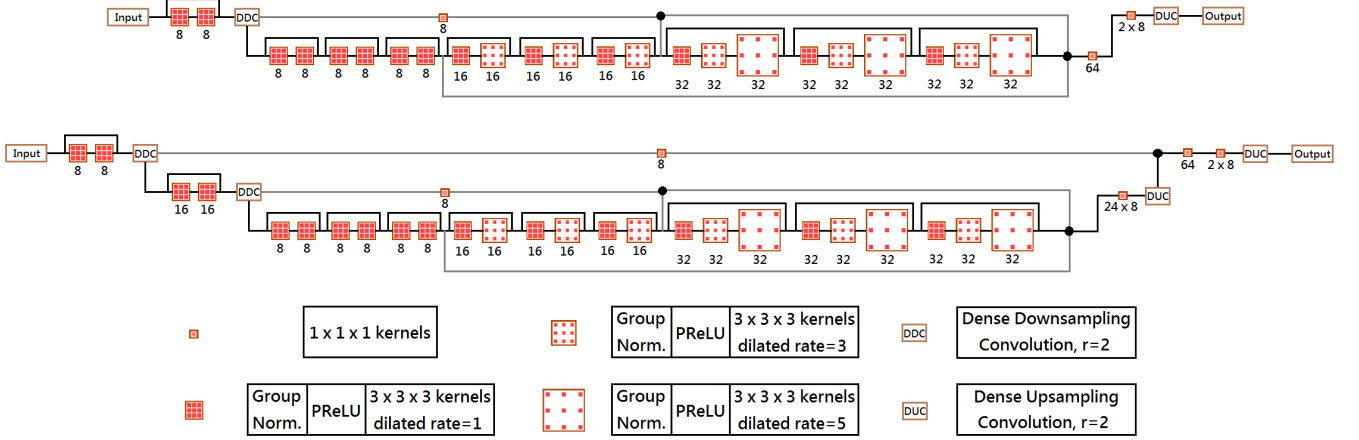 Input DDC DUC Output
8 8 8 2 x 8
8 8 8 8 8 8 16 16 16 16 16 16 32 32 32 32 32 32 32 32 32 64
Input DDC DUC Output
8 8 8 64 2 x 8
DDC DUC
16 16 8 24 x 8
8 8 8 8 8 8 16 16 16 16 16 16 32 32 32 32 32 32 32 32 32
1 x 1 x 1 kernels
Group Norm. PReLU 3 x 3 x 3 kernels dilated rate=3
DDC
Dense Downsampling
Convolution, r=2
Group Norm. PReLU 3 x 3 x 3 kernels dilated rate=1
Group Norm. PReLU 3 x 3 x 3 kernels dilated rate=5
DUC
Dense Upsampling
Convolution, r=2